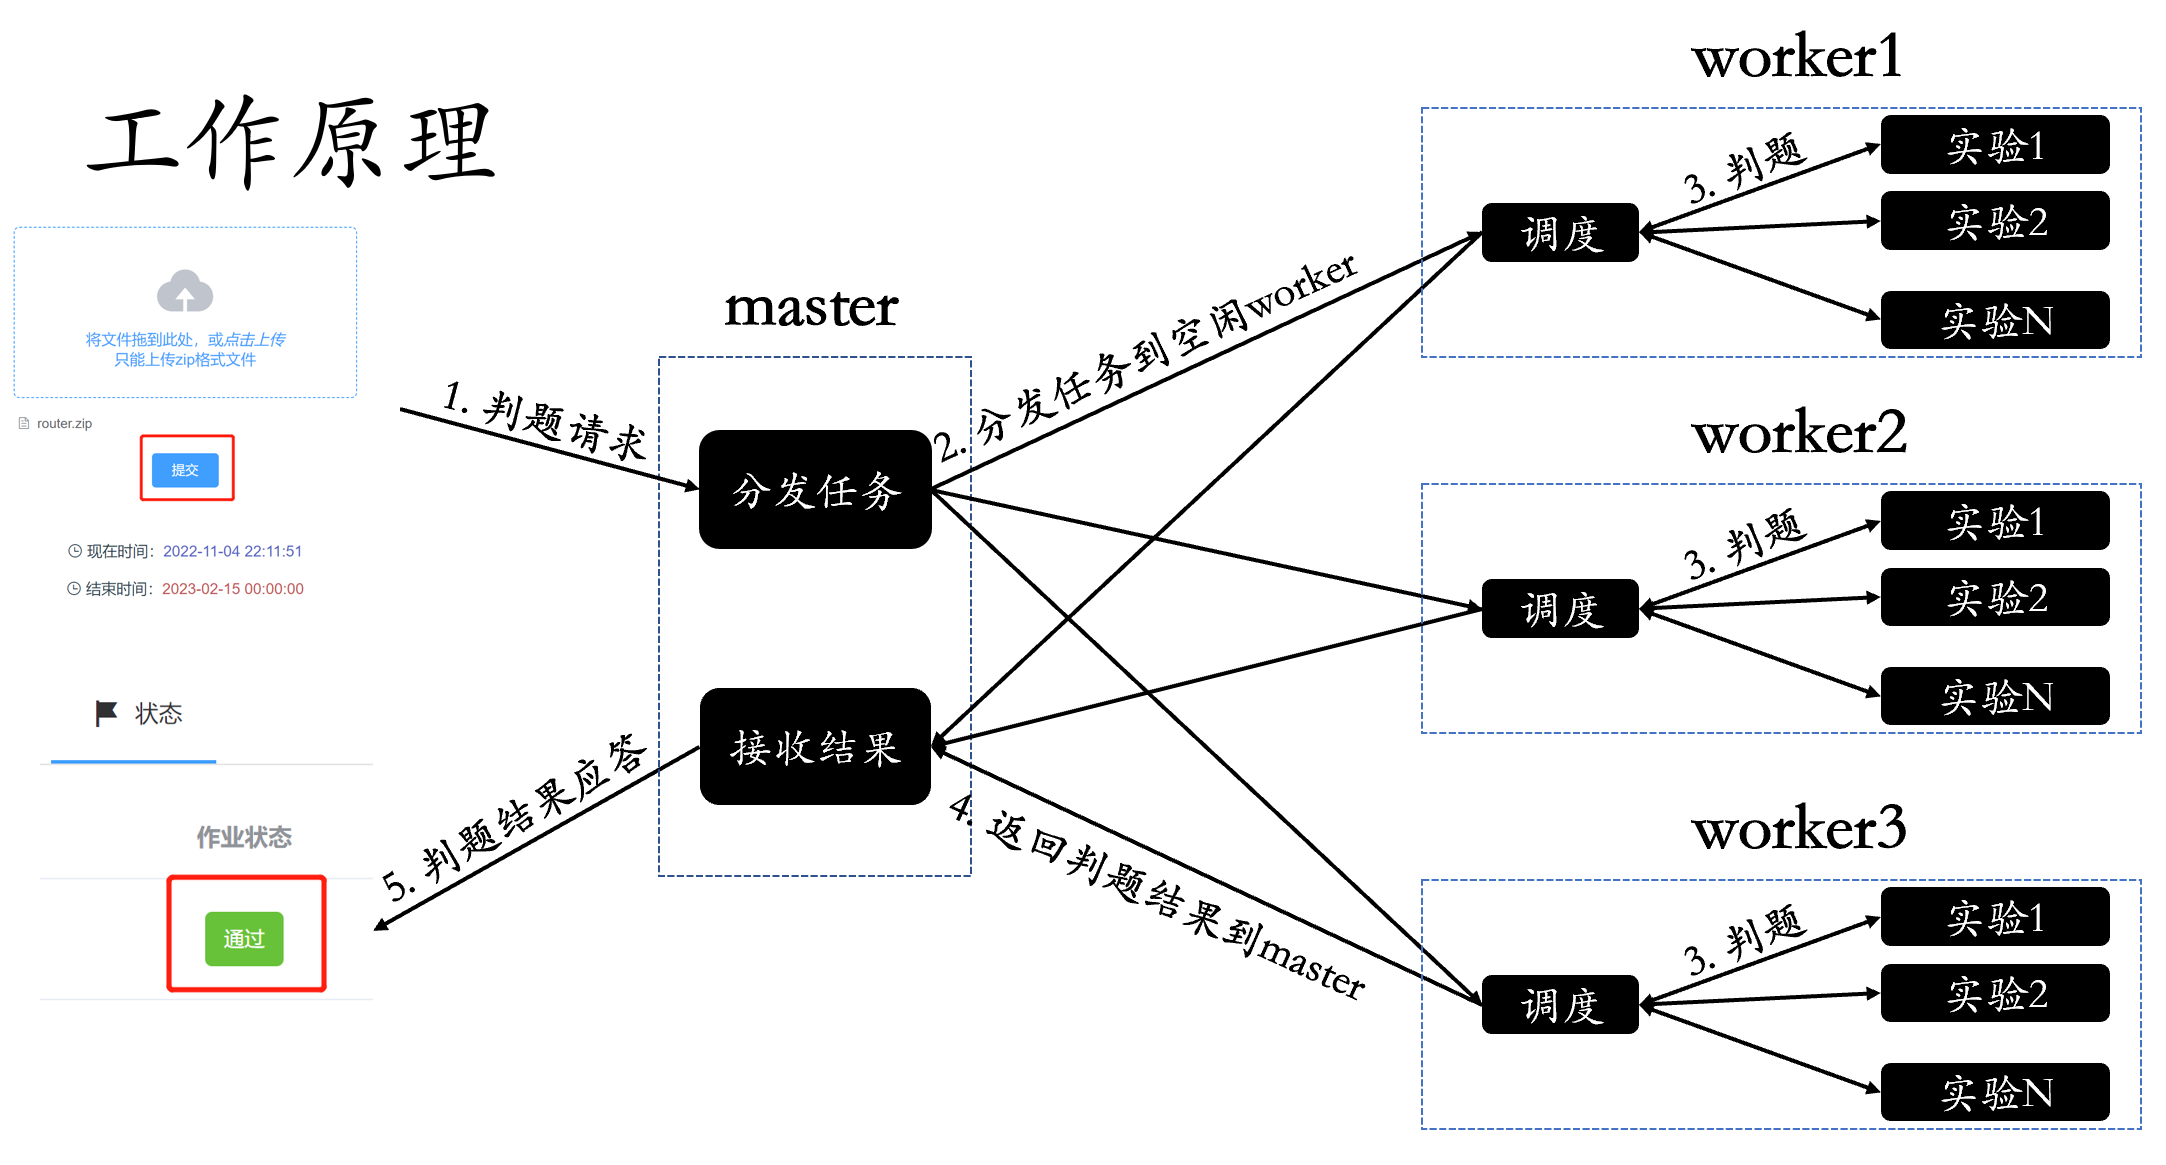 工作原理
将文件拖到此处，或点击上传
只能上传zip格式文件
router.zip
提交
现在时间：2022-11-04 22:11:51
结束时间：2023-02-15 00:00:00
状态
作业状态
通过
1. 判题请求
5. 判题结果应答
master
分发任务
接收结果
2. 分发任务到空闲worker
4. 返回判题结果到master
worker1
调度
3. 判题
实验1
实验2
实验N
worker2
调度
3. 判题
实验1
实验2
实验N
worker3
调度
3. 判题
实验1
实验2
实验N